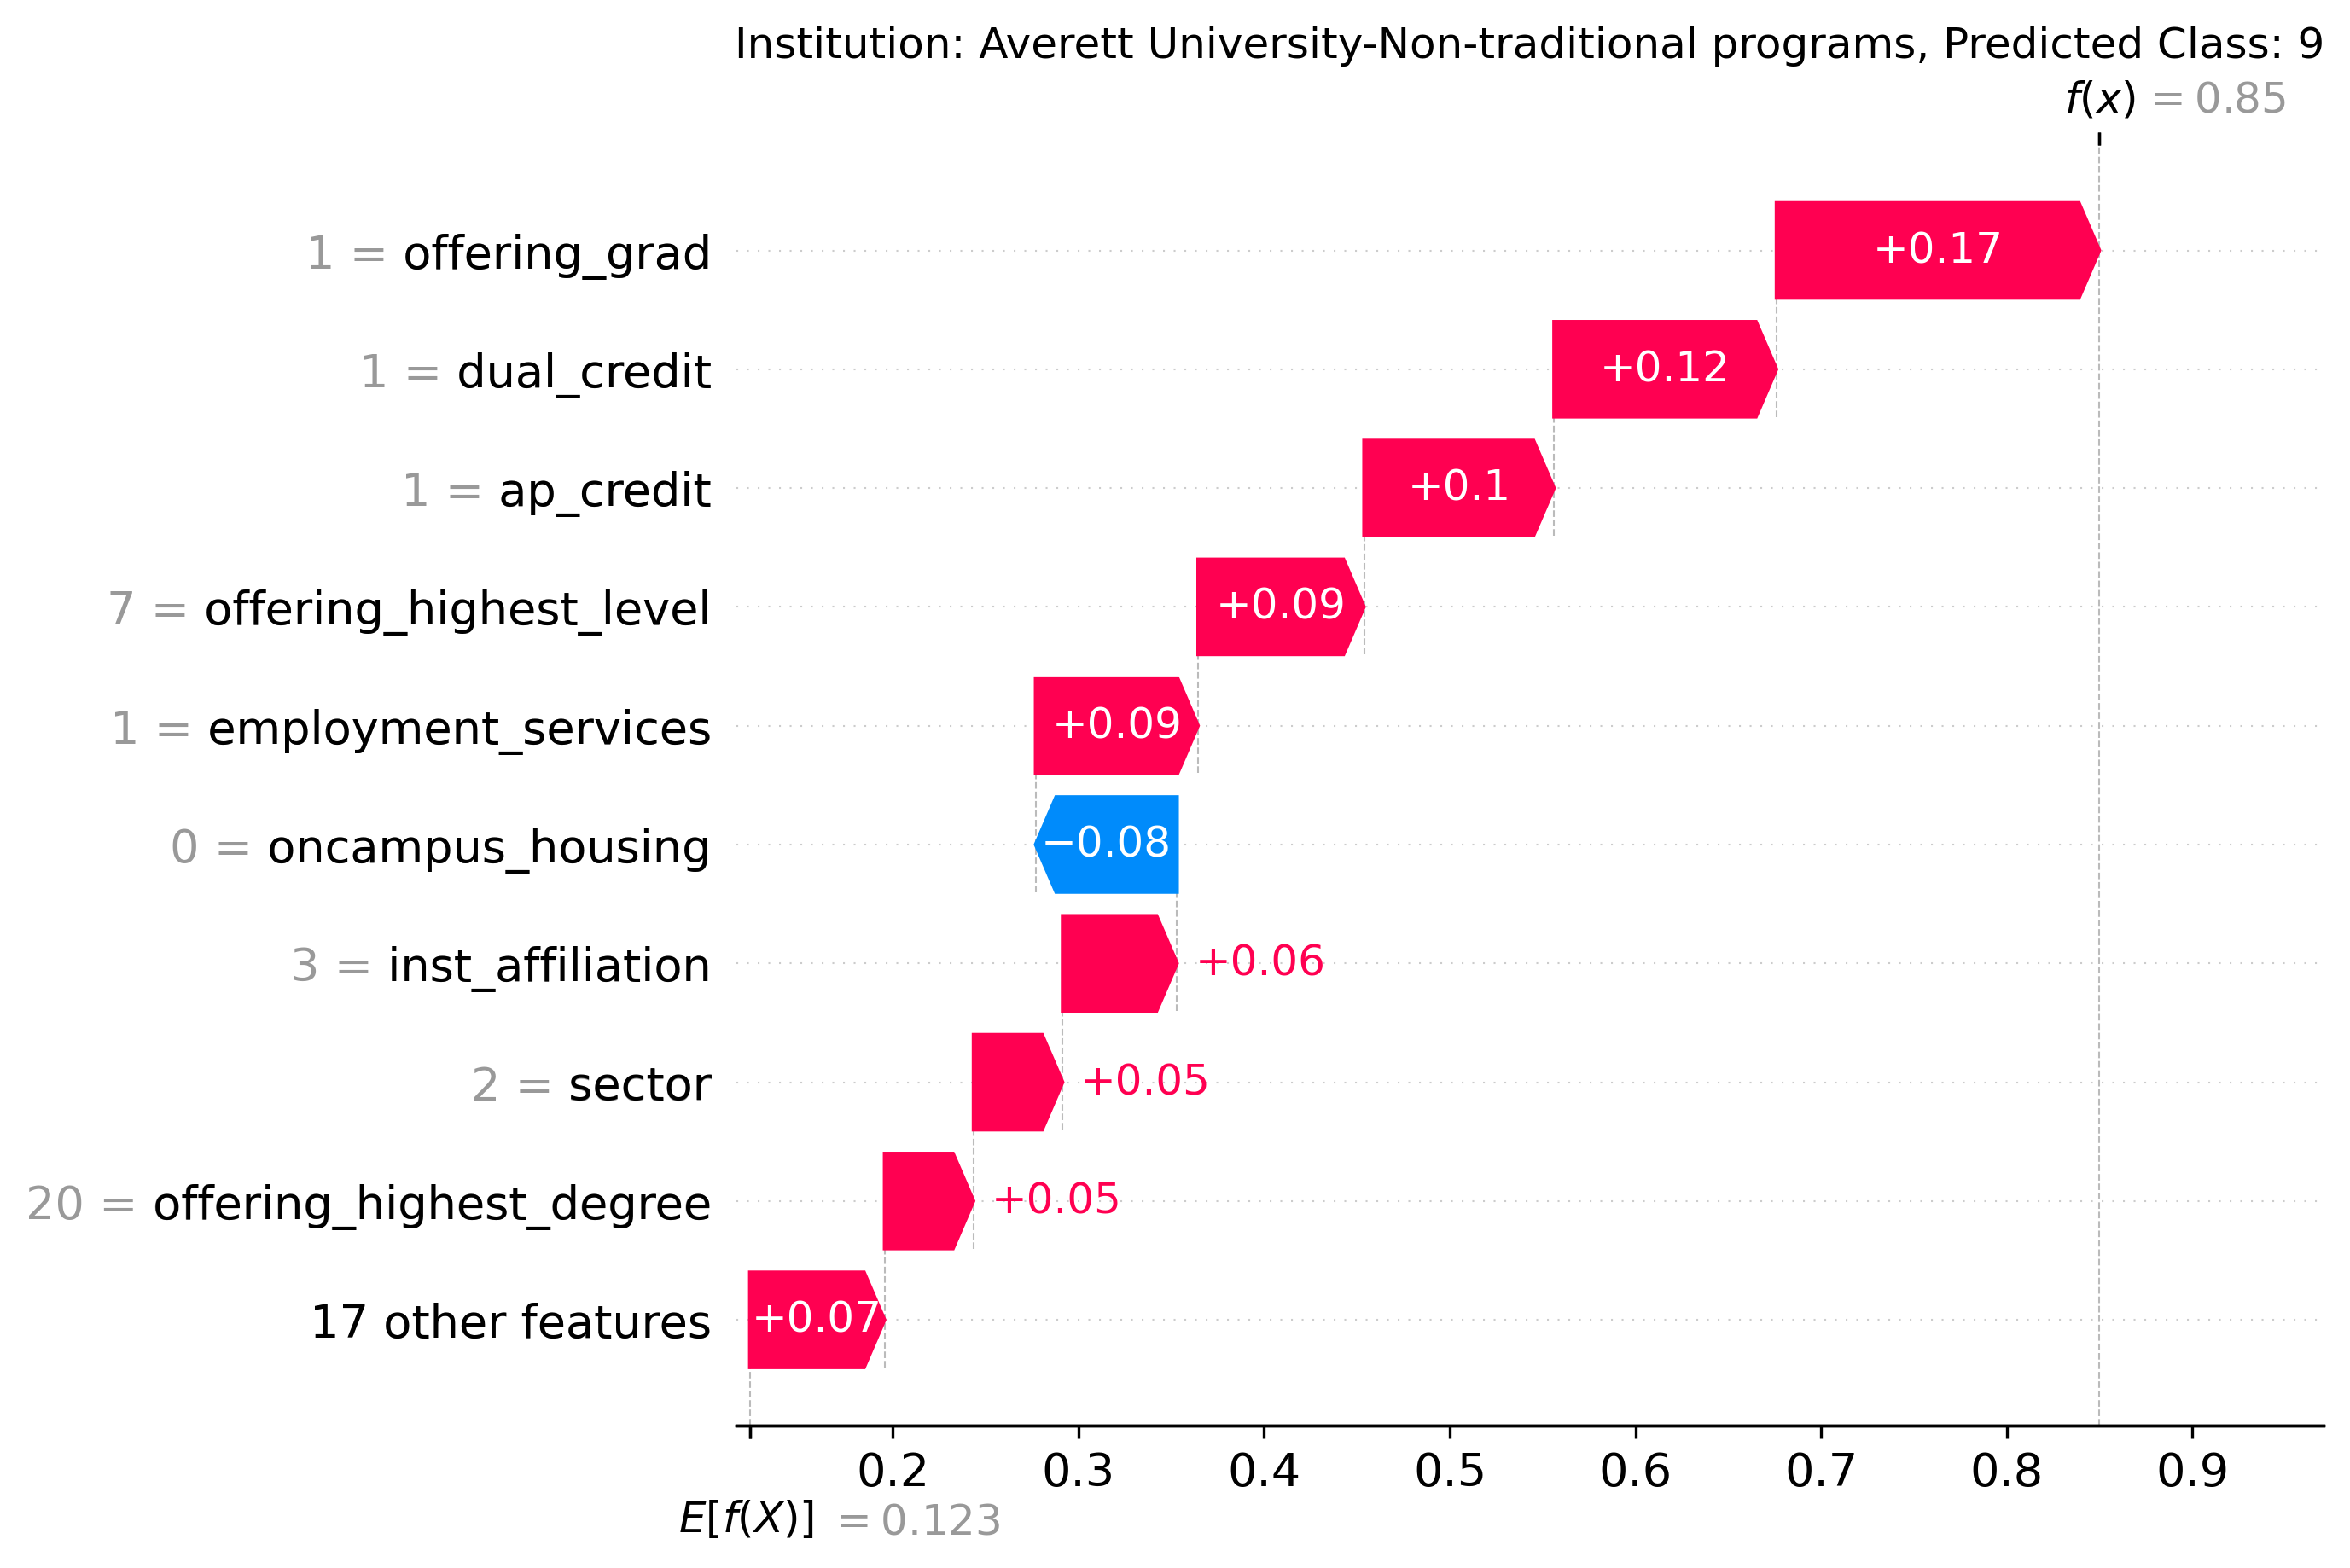 Institution: Averett University-Non-traditional programs, Predicted Class: 9
f(x) = 0.85
1 = offering_grad +0.17
1 = dual_credit +0.12
1 = ap_credit +0.1
7 = offering_highest_level +0.09
1 = employment_services +0.09
0 = oncampus_housing −0.08
3 = inst_affiliation +0.06
2 = sector +0.05
20 = offering_highest_degree +0.05
17 other features +0.07
0.2 0.3 0.4 0.5 0.6 0.7 0.8 0.9
E[f(X)] = 0.123